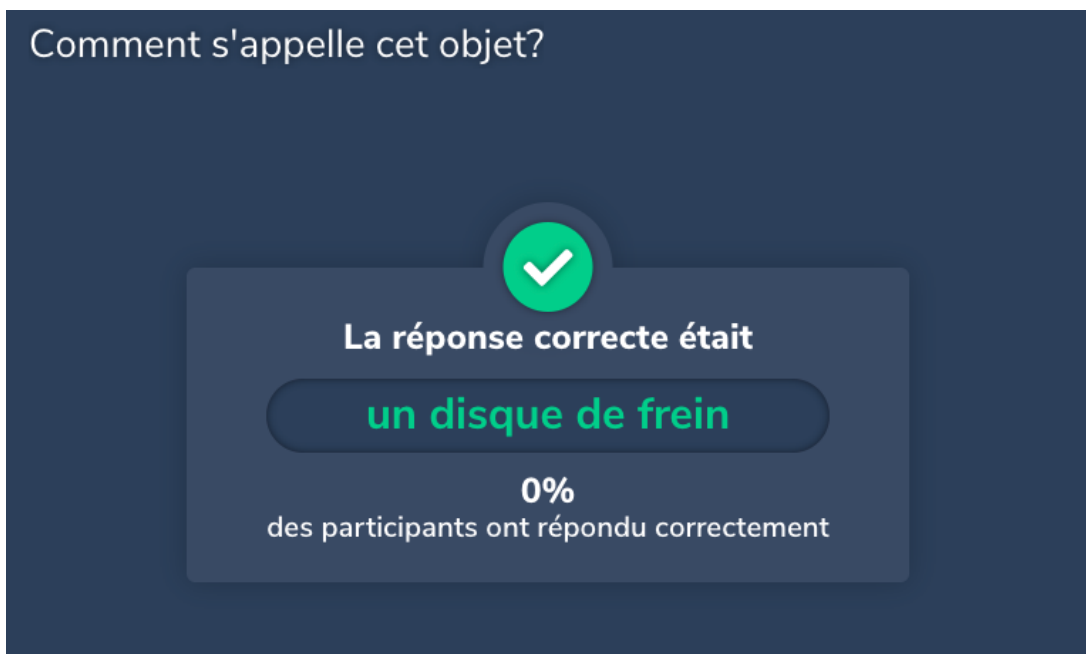 Comment s'appelle cet objet?
La réponse correcte était
un disque de frein
0%
des participants ont répondu correctement